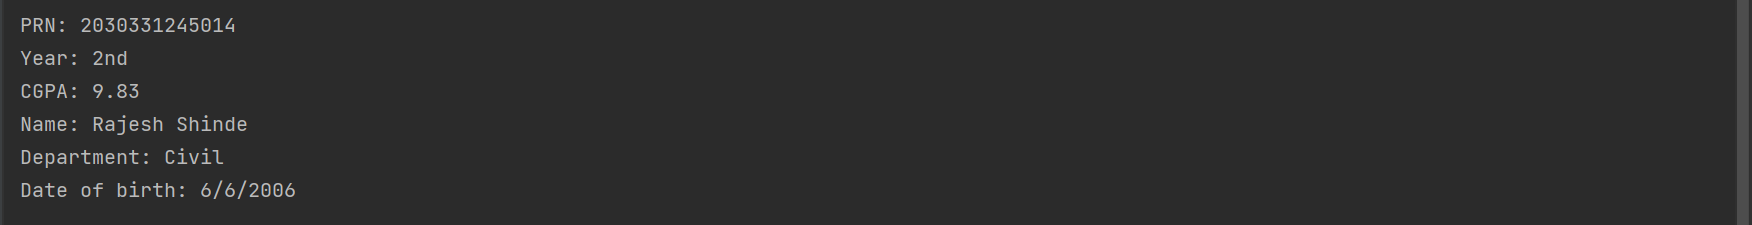 PRN: 2030331245014
Year: 2nd
CGPA: 9.83
Name: Rajesh Shinde
Department: Civil
Date of birth: 6/6/2006